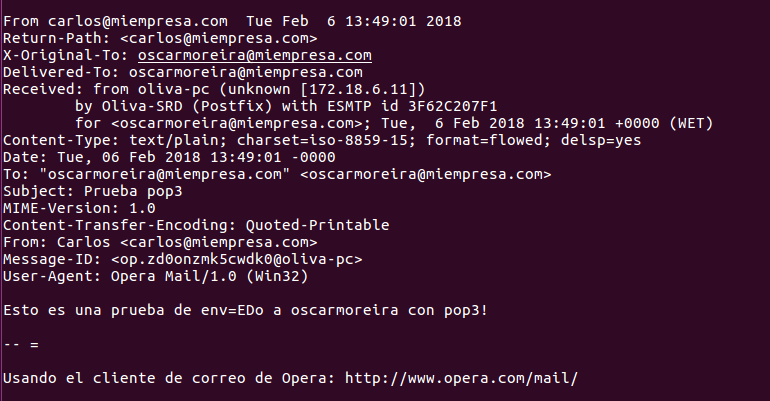 From carlos@miempresa.com  Tue Feb  6 13:49:01 2018
Return-Path: <carlos@miempresa.com>
X-Original-To: oscarmoreira@miempresa.com
Delivered-To: oscarmoreira@miempresa.com
Received: from oliva-pc (unknown [172.18.6.11])
        by Oliva-SRD (Postfix) with ESMTP id 3F62C207F1
        for <oscarmoreira@miempresa.com>; Tue,  6 Feb 2018 13:49:01 +0000 (WET)
Content-Type: text/plain; charset=iso-8859-15; format=flowed; delsp=yes
Date: Tue, 06 Feb 2018 13:49:01 -0000
To: "oscarmoreira@miempresa.com" <oscarmoreira@miempresa.com>
Subject: Prueba pop3
MIME-Version: 1.0
Content-Transfer-Encoding: Quoted-Printable
From: Carlos <carlos@miempresa.com>
Message-ID: <op.zd0onzmk5cwdk0@oliva-pc>
User-Agent: Opera Mail/1.0 (Win32)

Esto es una prueba de env=EDo a oscarmoreira con pop3!

-- =

Usando el cliente de correo de Opera: http://www.opera.com/mail/